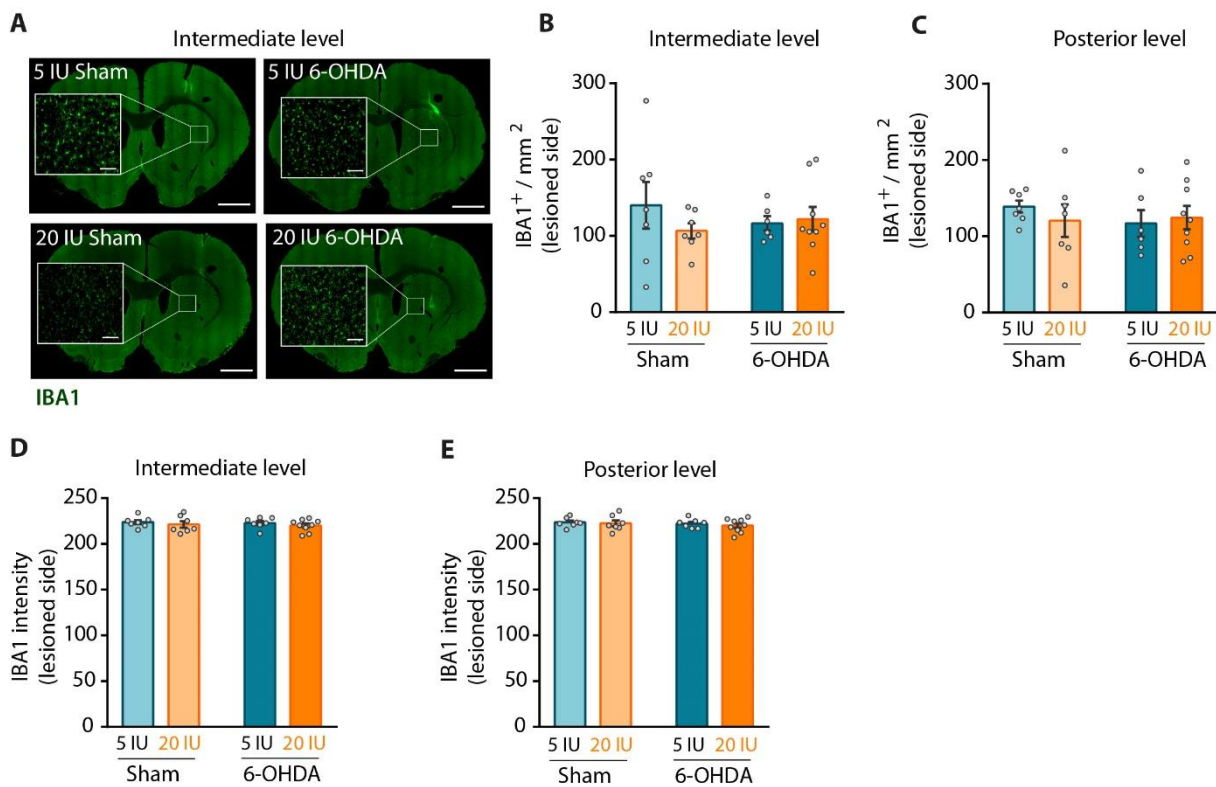 A
Intermediate level
5 IU Sham
5 IU 6-OHDA
20 IU Sham
20 IU 6-OHDA
IBA1
B
Intermediate level
IBA1+ / mm 2
(lesioned side)
300
200
100
0
5 IU 20 IU
5 IU 20 IU
Sham
6-OHDA
C
Posterior level
IBA1+ / mm 2
(lesioned side)
300
200
100
0
5 IU 20 IU
5 IU 20 IU
Sham
6-OHDA
D
Intermediate level
IBA1 intensity
(lesioned side)
250
200
150
100
50
0
5 IU 20 IU
5 IU 20 IU
Sham
6-OHDA
E
Posterior level
IBA1 intensity
(lesioned side)
250
200
150
100
50
0
5 IU 20 IU
5 IU 20 IU
Sham
6-OHDA